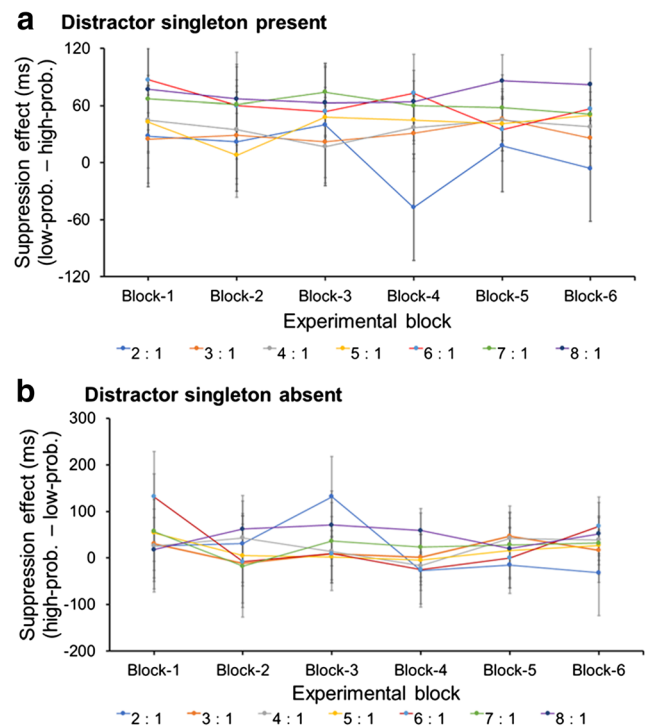 a Distractor singleton present
Suppression effect (ms)
(low-prob. – high-prob.)
120
60
0
-60
-120
Block-1 Block-2 Block-3 Block-4 Block-5 Block-6
Experimental block
2 : 1 3 : 1 4 : 1 5 : 1 6 : 1 7 : 1 8 : 1
b Distractor singleton absent
Suppression effect (ms)
(high-prob. – low-prob.)
300
200
100
0
-100
-200
Block-1 Block-2 Block-3 Block-4 Block-5 Block-6
Experimental block
2 : 1 3 : 1 4 : 1 5 : 1 6 : 1 7 : 1 8 : 1